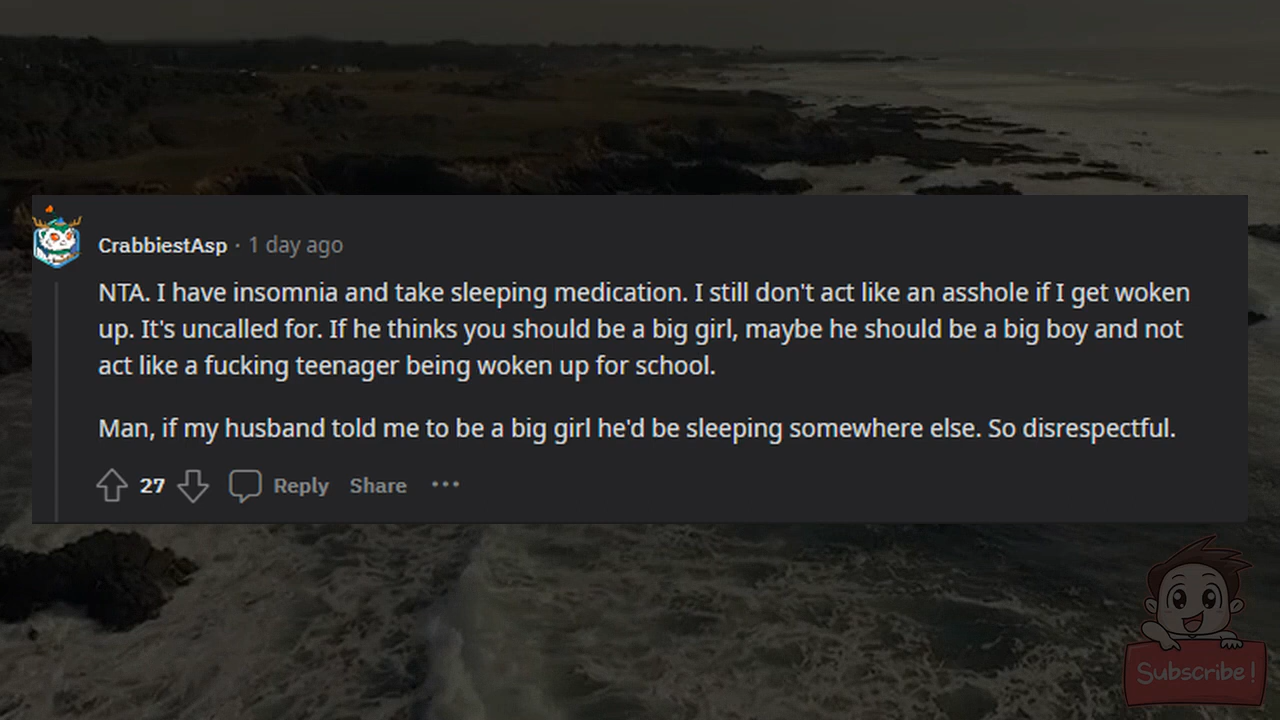 CrabbiestAsp · 1 day ago
NTA. I have insomnia and take sleeping medication. I still don't act like an asshole if I get woken
up. It's uncalled for. If he thinks you should be a big girl, maybe he should be a big boy and not
act like a fucking teenager being woken up for school.
Man, if my husband told me to be a big girl he'd be sleeping somewhere else. So disrespectful.
27 Reply Share ···
Subscribe!